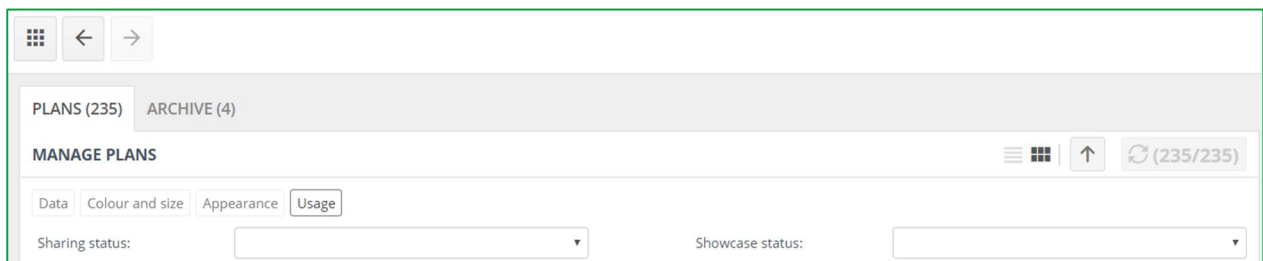 PLANS (235) ARCHIVE (4)
MANAGE PLANS (235/235)
Data Colour and size Appearance Usage
Sharing status: Showcase status: